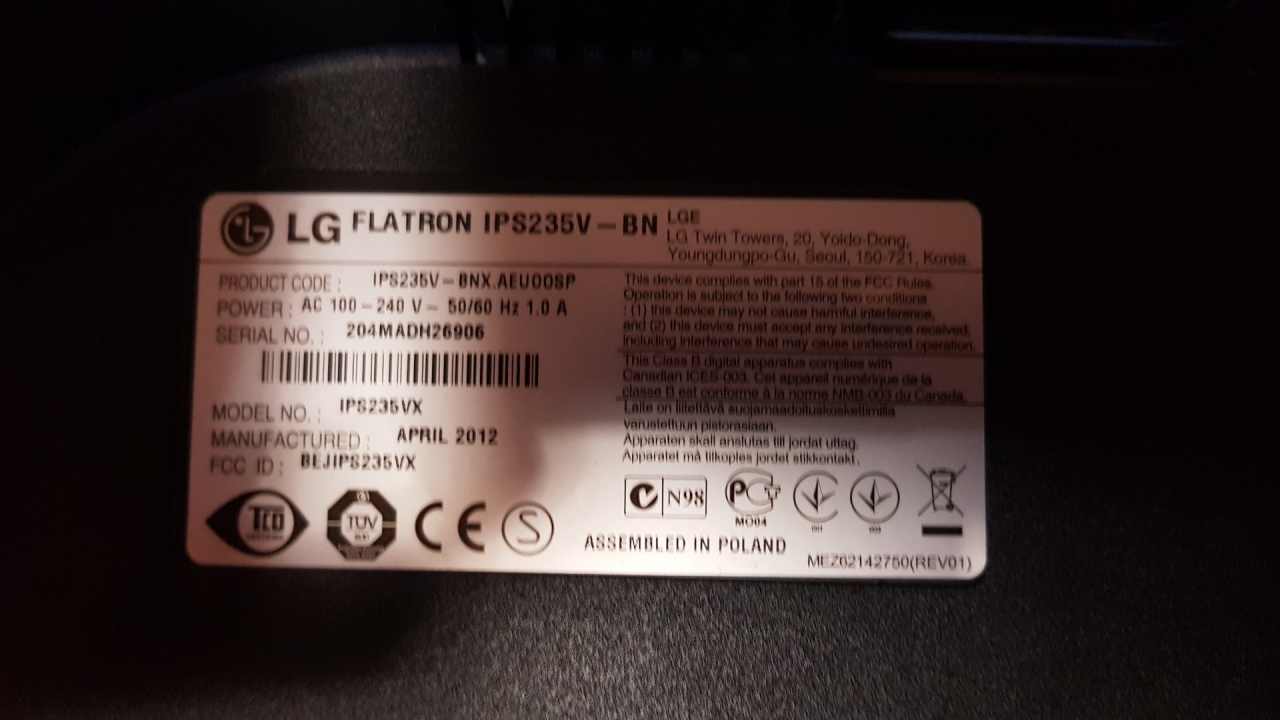 LG FLATRON IPS235V-BN
LGE
LG Twin Towers, 20, Yoido-Dong,
Youngdungpo-Gu, Seoul, 150-721, Korea.
PRODUCT CODE : IPS235V-BNX.AEUOOSP
POWER : AC 100-240 V~ 50/60 Hz 1.0 A
SERIAL NO. : 204MADH26906
MODEL NO. : IPS235VX
MANUFACTURED : APRIL 2012
FCC ID : BEJIPS235VX
TCO
TÜV
CE
S
This device complies with part 15 of the FCC Rules.
Operation is subject to the following two conditions
: (1) this device may not cause harmful interference,
and (2) this device must accept any interference received,
including interference that may cause undesired operation.
This Class B digital apparatus complies with
Canadian ICES-003. Cet appareil numérique de la
classe B est conforme à la norme NMB-003 du Canada.
Laite on liitettävä suojamaadoituskoskettimilla
varustettuun pistorasiaan.
Apparaten skall anslutas till jordat uttag.
Apparatet må tilkoples jordet stikkontakt.
N98
MO04
ASSEMBLED IN POLAND
MEZ62142750(REV01)